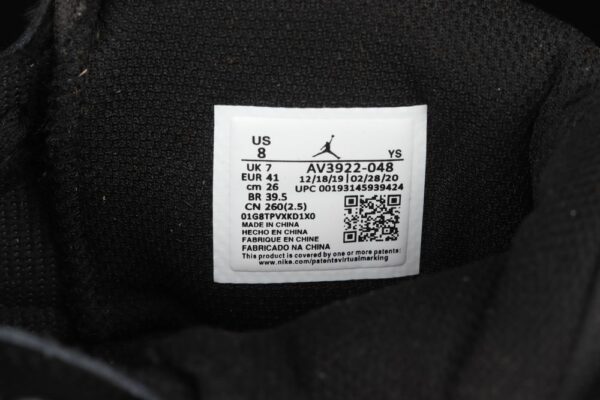 US
8
YS
UK 7
AV3922-048
EUR 41
12/18/19 | 02/28/20
cm 26
UPC 00193145939424
BR 39.5
CN 260(2.5)
01G8TPVXKD1X0
MADE IN CHINA
HECHO EN CHINA
FABRIQUE EN CHINE
FABRICADO NA CHINA
This product is covered by one or more patents:
www.nike.com/patentsvirtualmarking